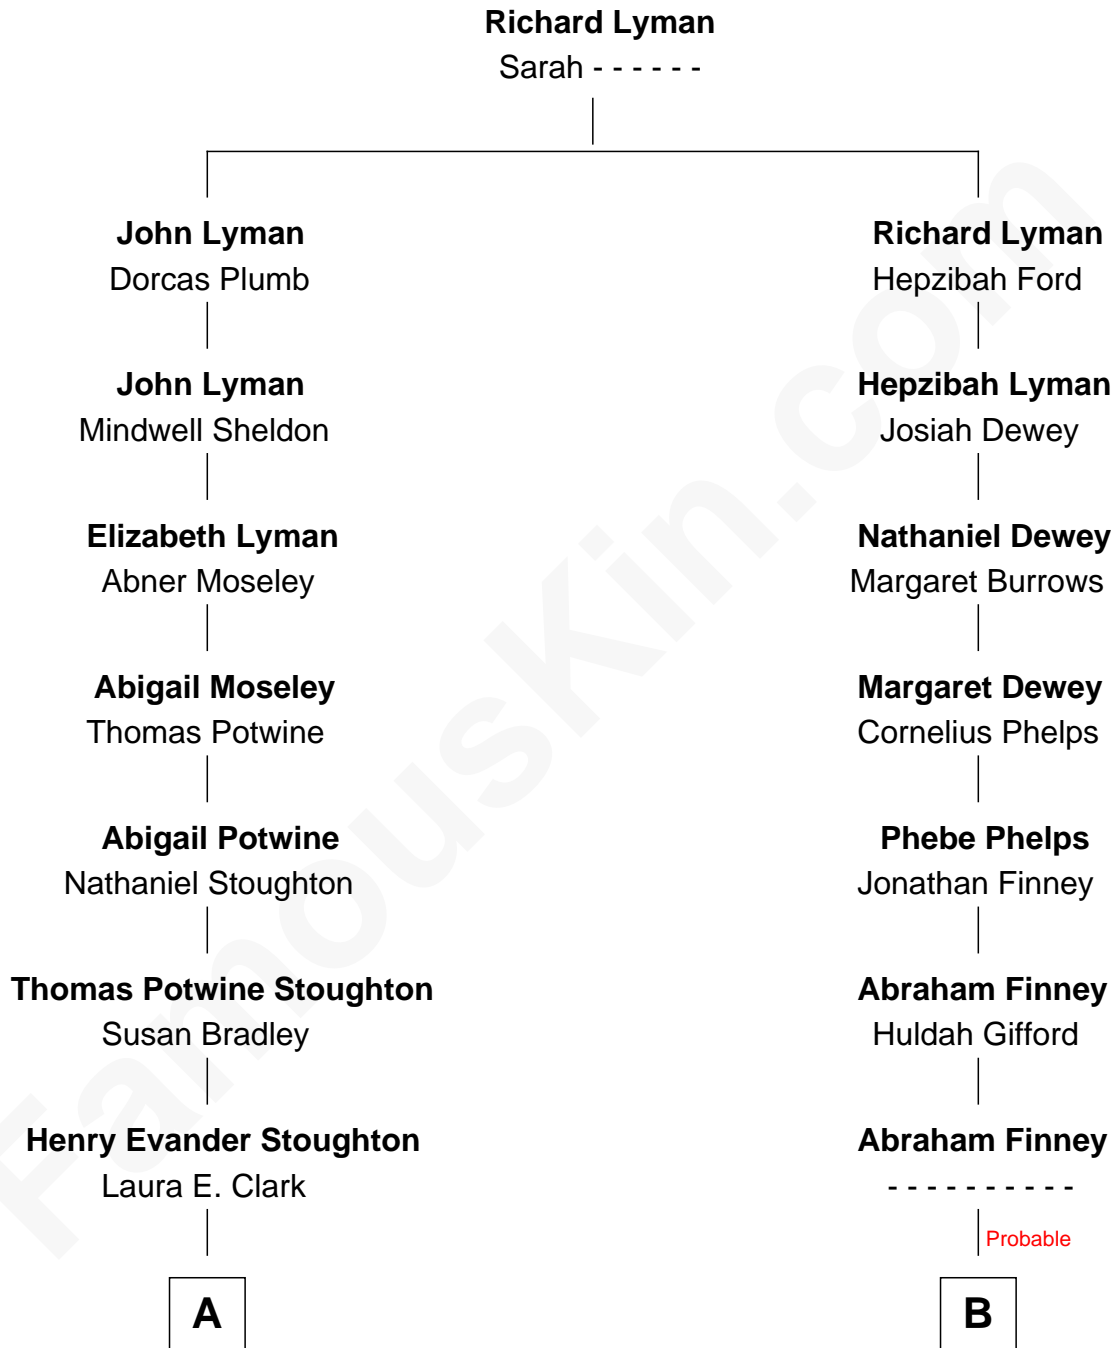 Richard Lyman
Sarah - - - - - -
John Lyman
Dorcas Plumb
John Lyman
Mindwell Sheldon
Elizabeth Lyman
Abner Moseley
Abigail Moseley
Thomas Potwine
Abigail Potwine
Nathaniel Stoughton
Thomas Potwine Stoughton
Susan Bradley
Henry Evander Stoughton
Laura E. Clark
A
Richard Lyman
Hepzibah Ford
Hepzibah Lyman
Josiah Dewey
Nathaniel Dewey
Margaret Burrows
Margaret Dewey
Cornelius Phelps
Phebe Phelps
Jonathan Finney
Abraham Finney
Huldah Gifford
Abraham Finney
- - - - - - - - - -
Probable
B
FamousKin.com